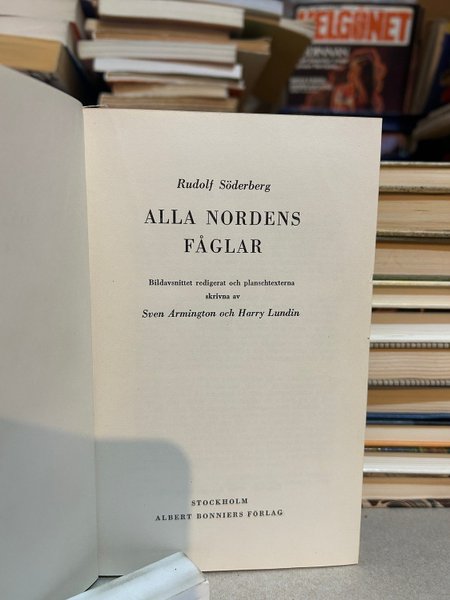 HELGONET
Rudolf Söderberg
ALLA NORDENS
FÅGLAR
Bildavsnittet redigerat och planschtexterna
skrivna av
Sven Armington och Harry Lundin
STOCKHOLM
ALBERT BONNIERS FÖRLAG